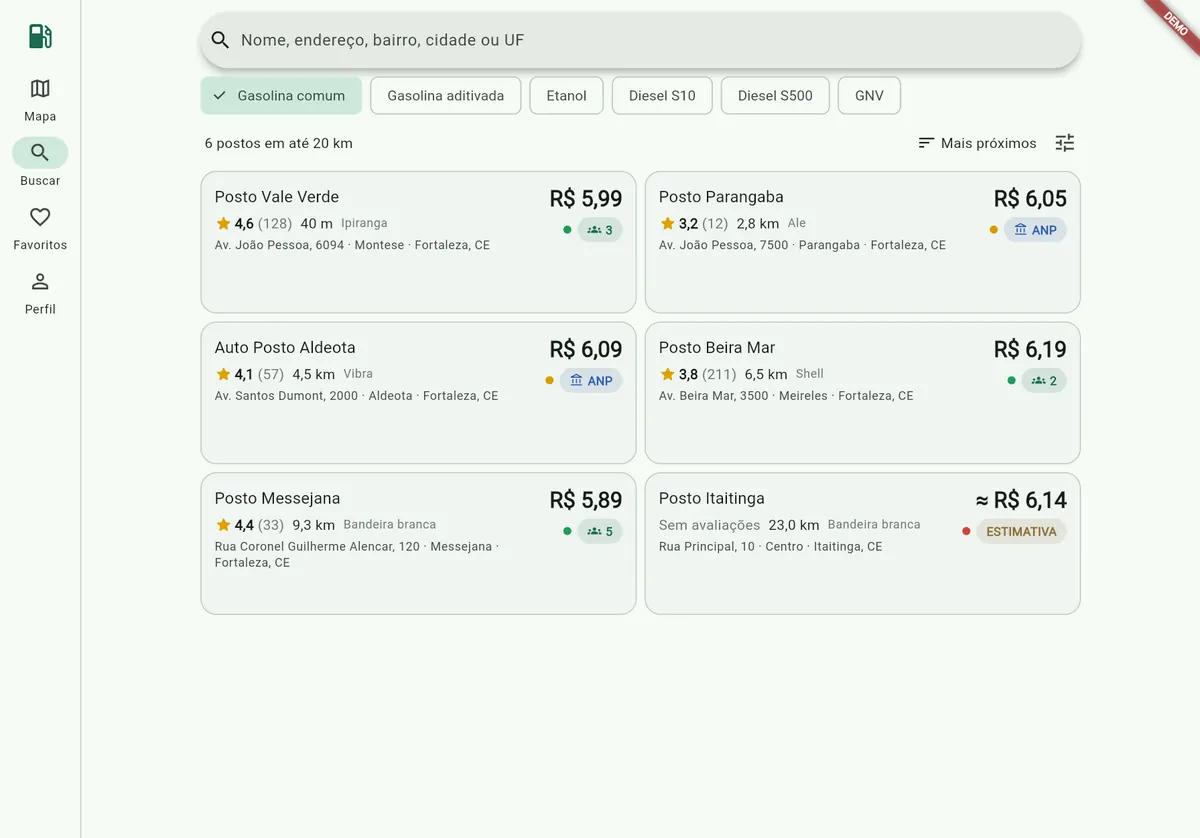 DEMO
Nome, endereço, bairro, cidade ou UF
Mapa
Buscar
Favoritos
Perfil
Gasolina comum
Gasolina aditivada
Etanol
Diesel S10
Diesel S500
GNV
6 postos em até 20 km
Mais próximos
Posto Vale Verde
R$ 5,99
4,6 (128) 40 m Ipiranga
3
Av. João Pessoa, 6094 · Montese · Fortaleza, CE
Posto Parangaba
R$ 6,05
3,2 (12) 2,8 km Ale
ANP
Av. João Pessoa, 7500 · Parangaba · Fortaleza, CE
Auto Posto Aldeota
R$ 6,09
4,1 (57) 4,5 km Vibra
ANP
Av. Santos Dumont, 2000 · Aldeota · Fortaleza, CE
Posto Beira Mar
R$ 6,19
3,8 (211) 6,5 km Shell
2
Av. Beira Mar, 3500 · Meireles · Fortaleza, CE
Posto Messejana
R$ 5,89
4,4 (33) 9,3 km Bandeira branca
5
Rua Coronel Guilherme Alencar, 120 · Messejana ·
Fortaleza, CE
Posto Itaitinga
≈ R$ 6,14
Sem avaliações 23,0 km Bandeira branca
ESTIMATIVA
Rua Principal, 10 · Centro · Itaitinga, CE